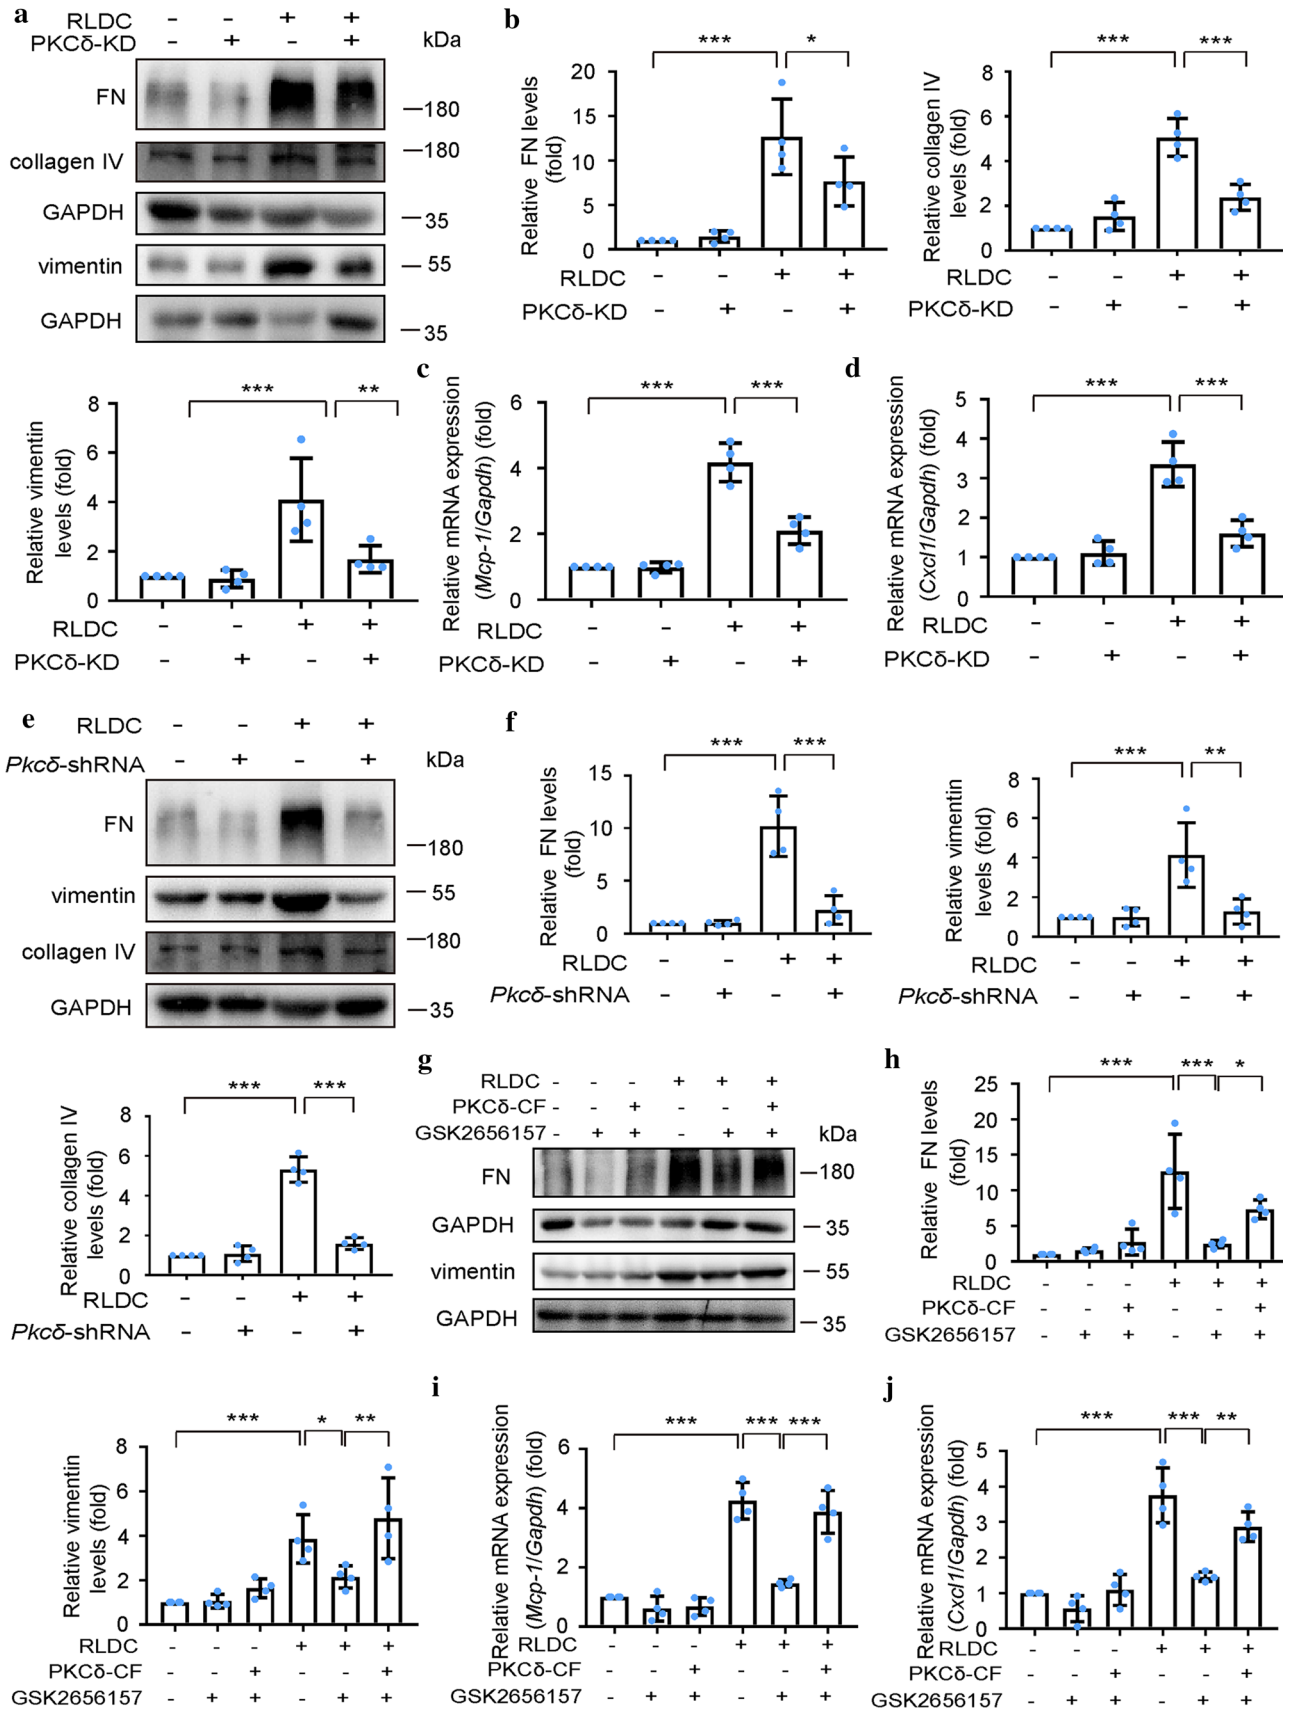 a
RLDC - - + +
PKCδ-KD - + - + kDa
FN —180
collagen IV —180
GAPDH —35
vimentin —55
GAPDH —35
b
*** *
Relative FN levels
(fold)
20
15
10
5
0
RLDC - - + +
PKCδ-KD - + - +
*** ***
Relative collagen IV
levels (fold)
8
6
4
2
0
RLDC - - + +
PKCδ-KD - + - +
*** **
Relative vimentin
levels (fold)
8
6
4
2
0
RLDC - - + +
PKCδ-KD - + - +
c
*** ***
Relative mRNA expression
(Mcp-1/Gapdh) (fold)
6
4
2
0
RLDC - - + +
PKCδ-KD - + - +
d
*** ***
Relative mRNA expression
(Cxcl1/Gapdh) (fold)
5
4
3
2
1
0
RLDC - - + +
PKCδ-KD - + - +
e
RLDC - - + +
Pkcδ-shRNA - + - + kDa
FN —180
vimentin —55
collagen IV —180
GAPDH —35
f
*** ***
Relative FN levels
(fold)
15
10
5
0
RLDC - - + +
Pkcδ-shRNA - + - +
*** **
Relative vimentin
levels (fold)
8
6
4
2
0
RLDC - - + +
Pkcδ-shRNA - + - +
*** ***
Relative collagen IV
levels (fold)
8
6
4
2
0
RLDC - - + +
Pkcδ-shRNA - + - +
g
RLDC - - - + + +
PKCδ-CF - - + +
GSK2656157 - + + - + + kDa
FN —180
GAPDH —35
vimentin —55
GAPDH —35
h
*** *** *
Relative FN levels
(fold)
25
20
15
10
5
0
RLDC - - - + + +
PKCδ-CF - - + - - +
GSK2656157 - + + - + +
*** * **
Relative vimentin
levels (fold)
8
6
4
2
0
RLDC - - - + + +
PKCδ-CF - - + - - +
GSK2656157 - + + - + +
i
*** *** ***
Relative mRNA expression
(Mcp-1/Gapdh) (fold)
6
4
2
0
RLDC - - - + + +
PKCδ-CF - - + - - +
GSK2656157 - + + - + +
j
*** *** **
Relative mRNA expression
(Cxcl1/Gapdh) (fold)
5
4
3
2
1
0
RLDC - - - + + +
PKCδ-CF - - + - - +
GSK2656157 - + + - + +